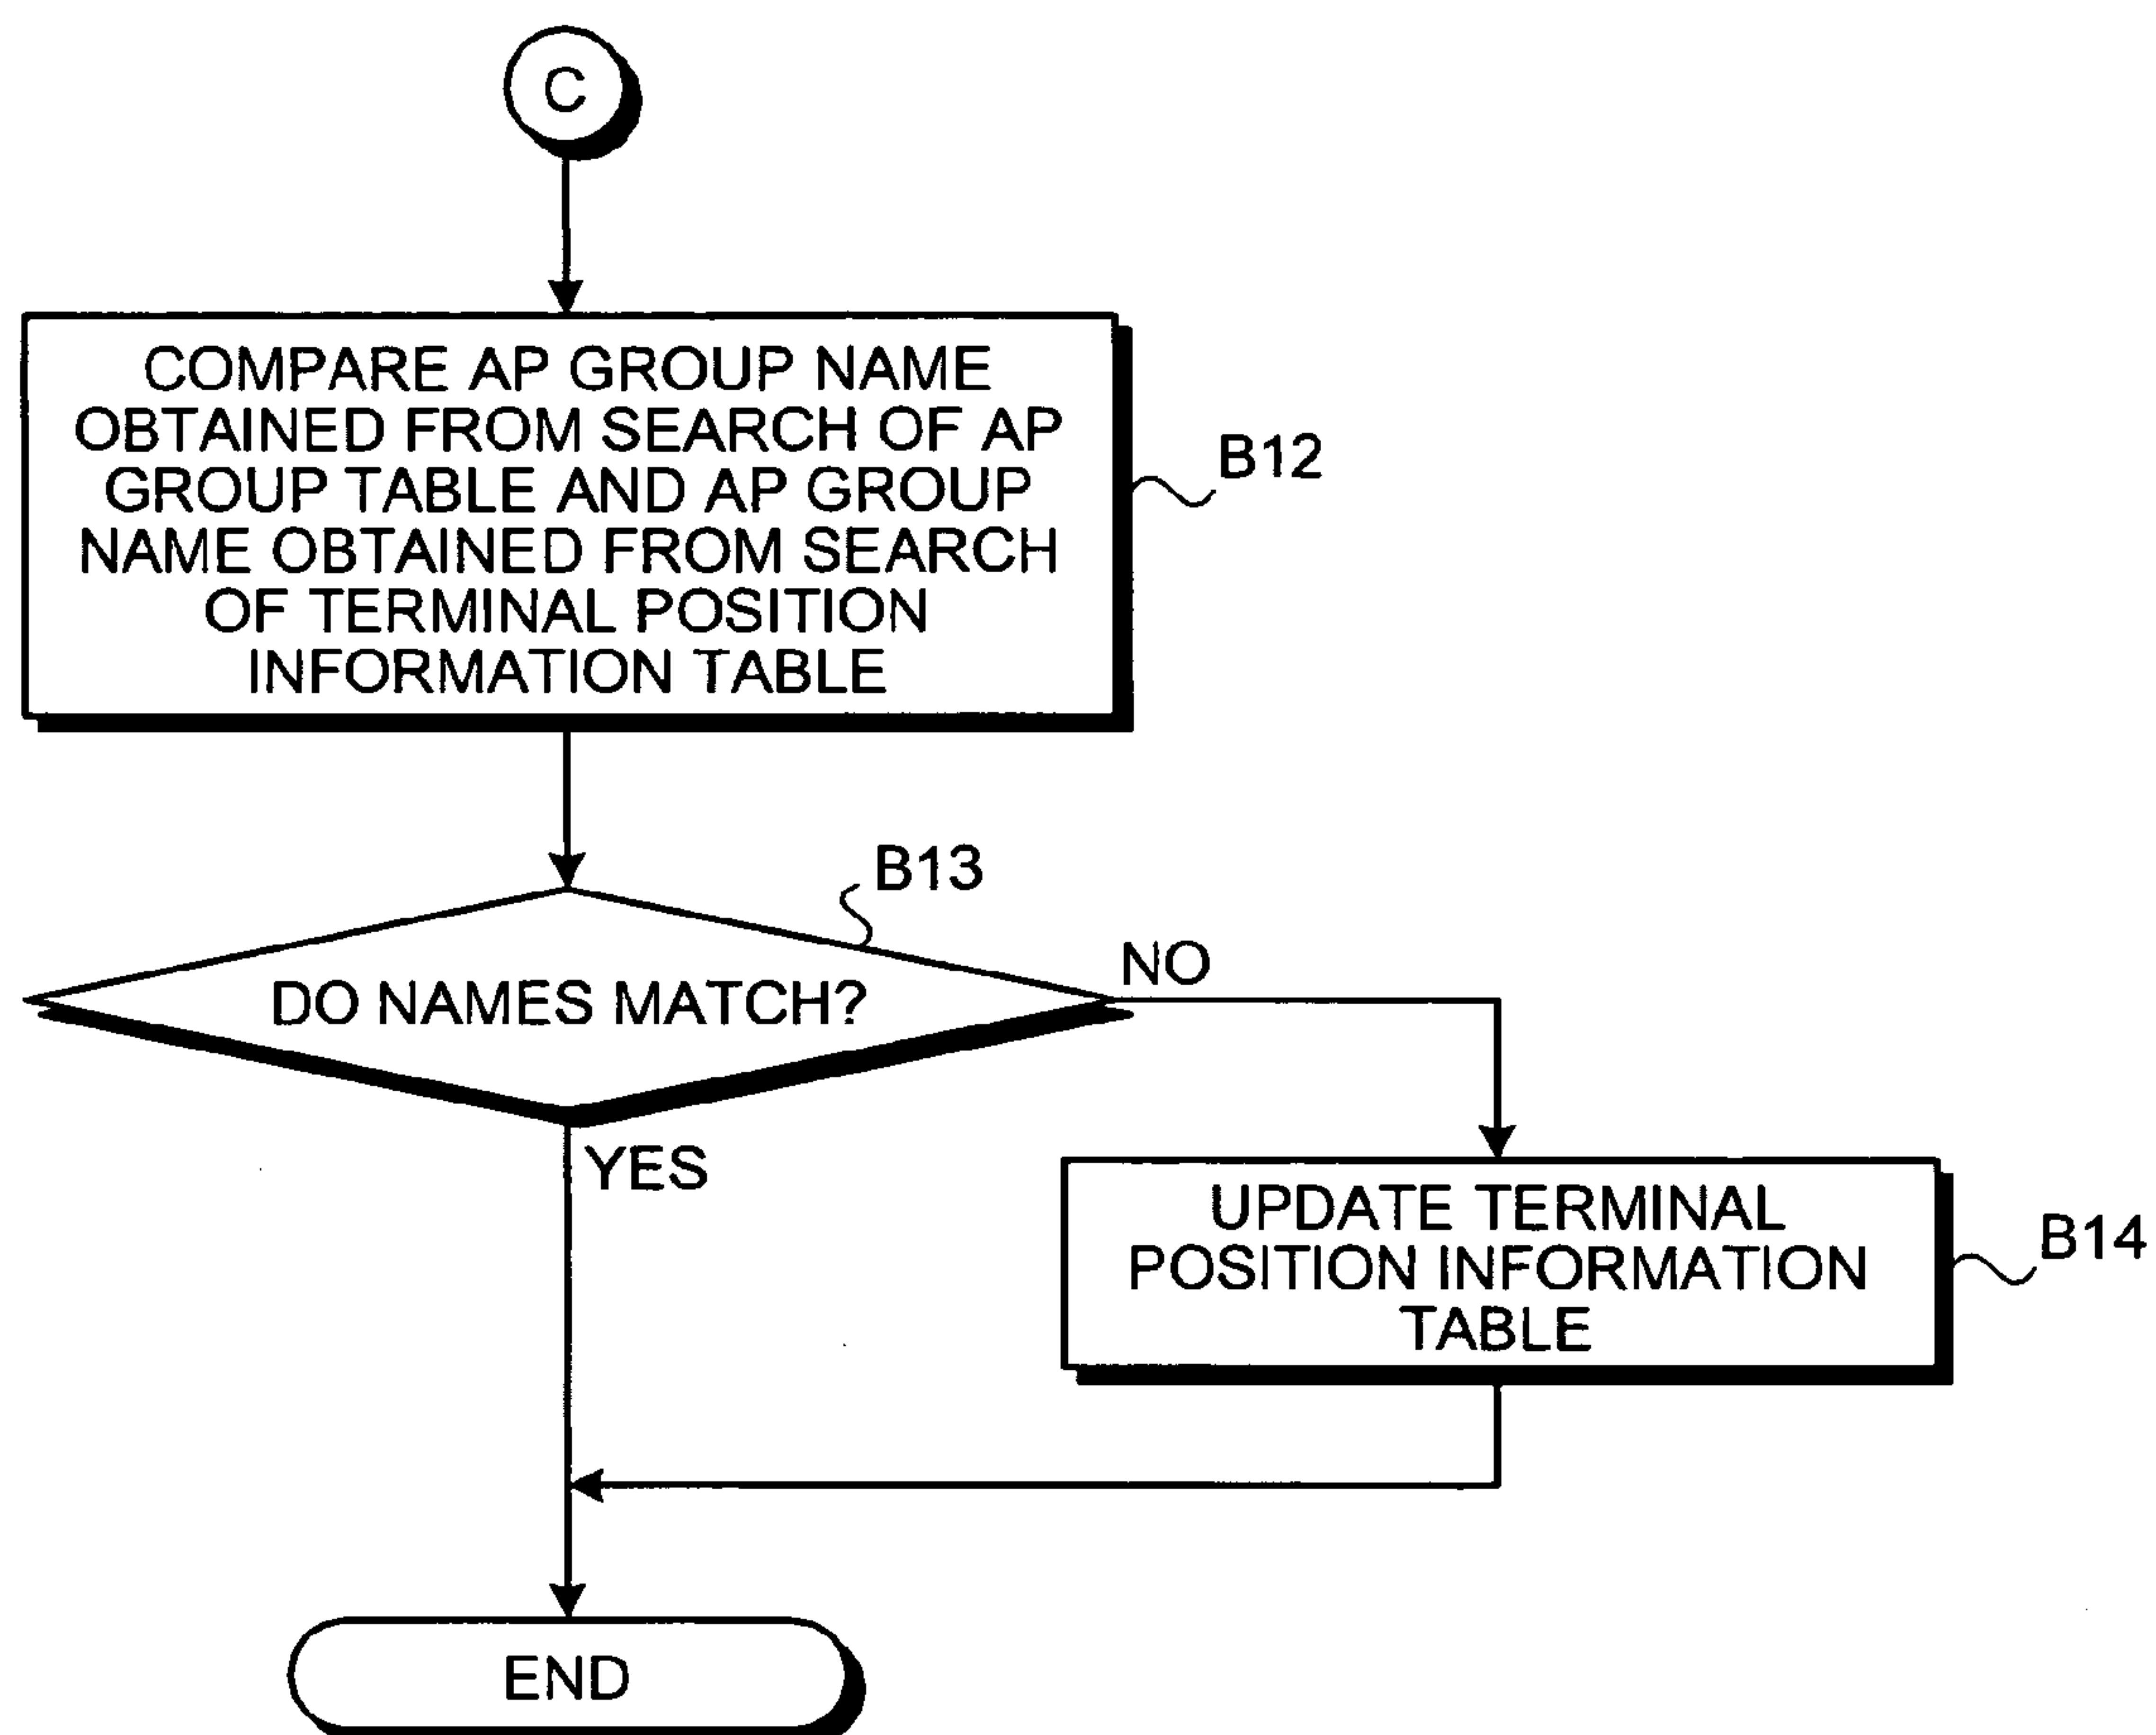 C
COMPARE AP GROUP NAME
OBTAINED FROM SEARCH OF AP
GROUP TABLE AND AP GROUP
NAME OBTAINED FROM SEARCH
OF TERMINAL POSITION
INFORMATION TABLE
B12
B13
DO NAMES MATCH?
NO
YES
UPDATE TERMINAL
POSITION INFORMATION
TABLE
B14
END